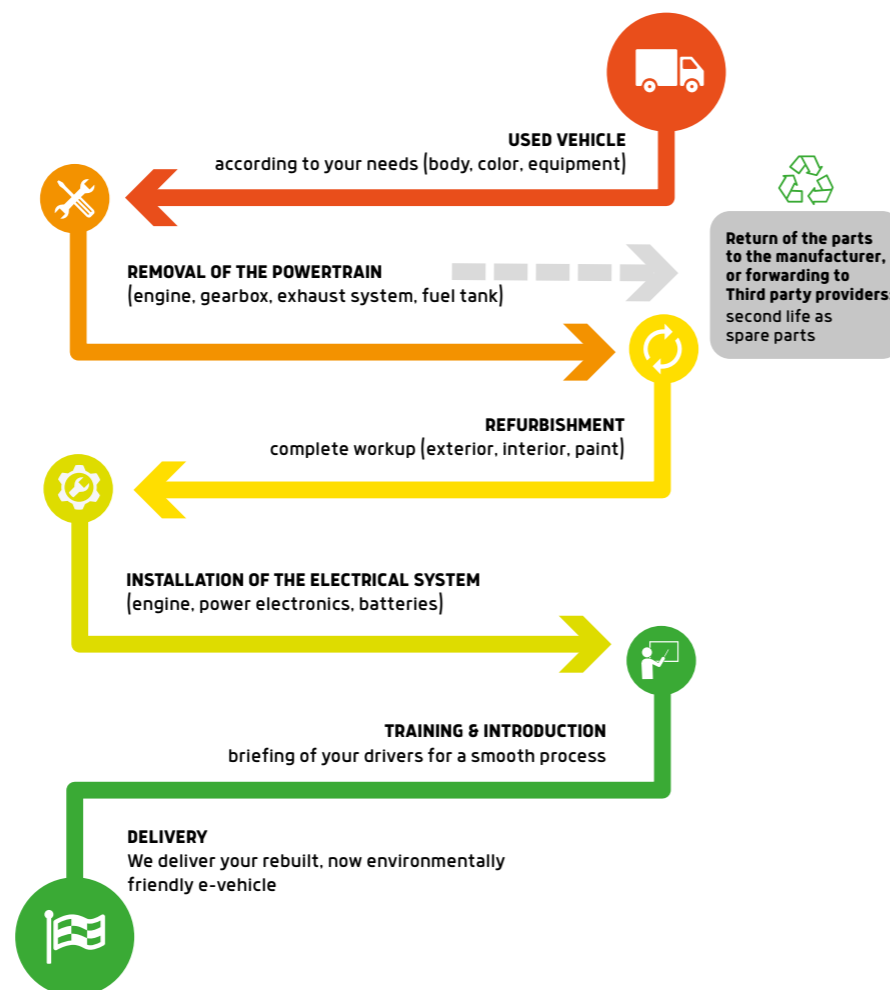 USED VEHICLE
according to your needs (body, color, equipment)
REMOVAL OF THE POWERTRAIN
(engine, gearbox, exhaust system, fuel tank)
Return of the parts
to the manufacturer,
or forwarding to
Third party providers:
second life as
spare parts
REFURBISHMENT
complete workup (exterior, interior, paint)
INSTALLATION OF THE ELECTRICAL SYSTEM
(engine, power electronics, batteries)
TRAINING & INTRODUCTION
briefing of your drivers for a smooth process
DELIVERY
We deliver your rebuilt, now environmentally
friendly e-vehicle